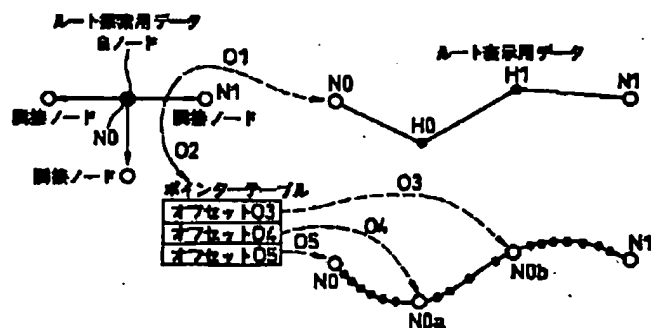 ルート探索用データ
自ノード
O1
ルート表示用データ
N0
H1
N1
N1
隣接ノード
隣接ノード
N0
H0
O2
隣接ノード
ポインターテーブル
O3
オフセットO3
オフセットO4
O4
オフセットO5
O5
N1
N0
N0b
N0a